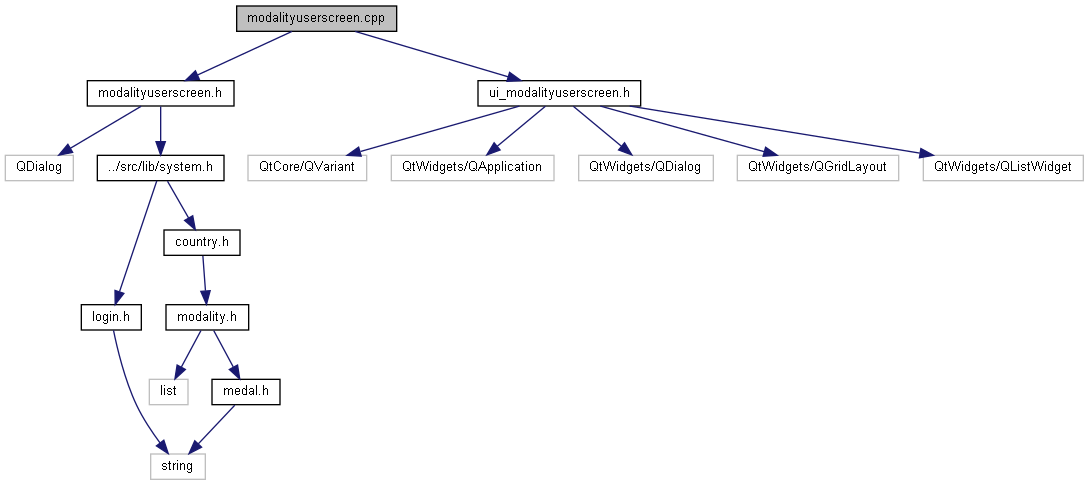 modalityuserscreen.cpp
modalityuserscreen.h
ui_modalityuserscreen.h
QDialog
../src/lib/system.h
QtCore/QVariant
QtWidgets/QApplication
QtWidgets/QDialog
QtWidgets/QGridLayout
QtWidgets/QListWidget
country.h
login.h
modality.h
list
medal.h
string